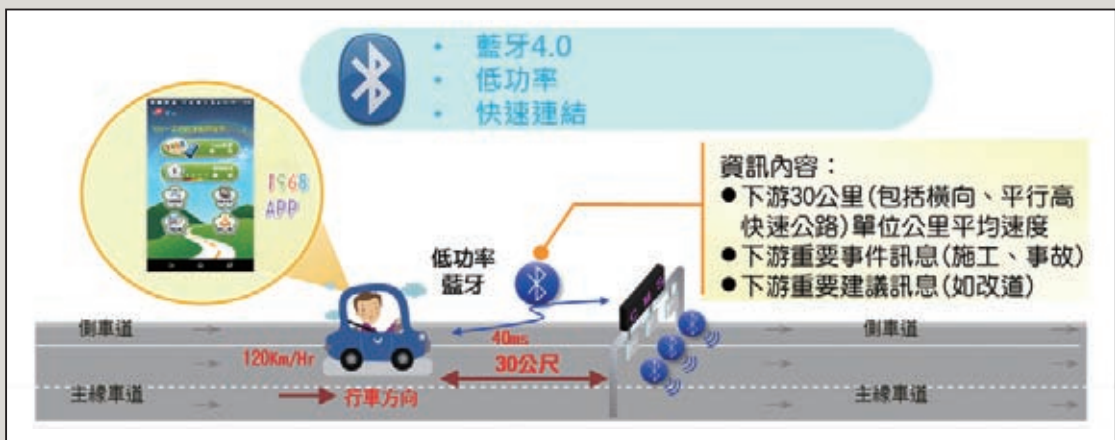 • 藍牙4.0
• 低功率
• 快速連結
1968
APP
資訊內容：
●下游30公里(包括橫向、平行高
快速公路)單位公里平均速度
●下游重要事件訊息(施工、事故)
●下游重要建議訊息(如改道)
低功率
藍牙
CMS
側車道
側車道
40ms
120Km/Hr
30公尺
主線車道
行車方向
主線車道